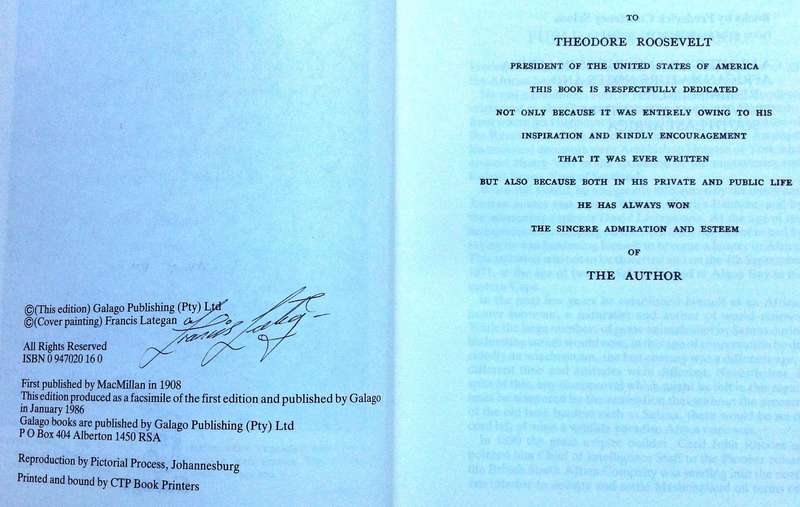 ©(This edition) Galago Publishing (Pty) Ltd
©(Cover painting) Francis Lategan
Francis Lategan
All Rights Reserved
ISBN 0 947020 16 0
First published by MacMillan in 1908
This edition produced as a facsimile of the first edition and published by Galago
in January 1986
Galago books are published by Galago Publishing (Pty) Ltd
P O Box 404 Alberton 1450 RSA
Reproduction by Pictorial Process, Johannesburg
Printed and bound by CTP Book Printers
TO
THEODORE ROOSEVELT
PRESIDENT OF THE UNITED STATES OF AMERICA
THIS BOOK IS RESPECTFULLY DEDICATED
NOT ONLY BECAUSE IT WAS ENTIRELY OWING TO HIS
INSPIRATION AND KINDLY ENCOURAGEMENT
THAT IT WAS EVER WRITTEN
BUT ALSO BECAUSE BOTH IN HIS PRIVATE AND PUBLIC LIFE
HE HAS ALWAYS WON
THE SINCERE ADMIRATION AND ESTEEM
OF
THE AUTHOR